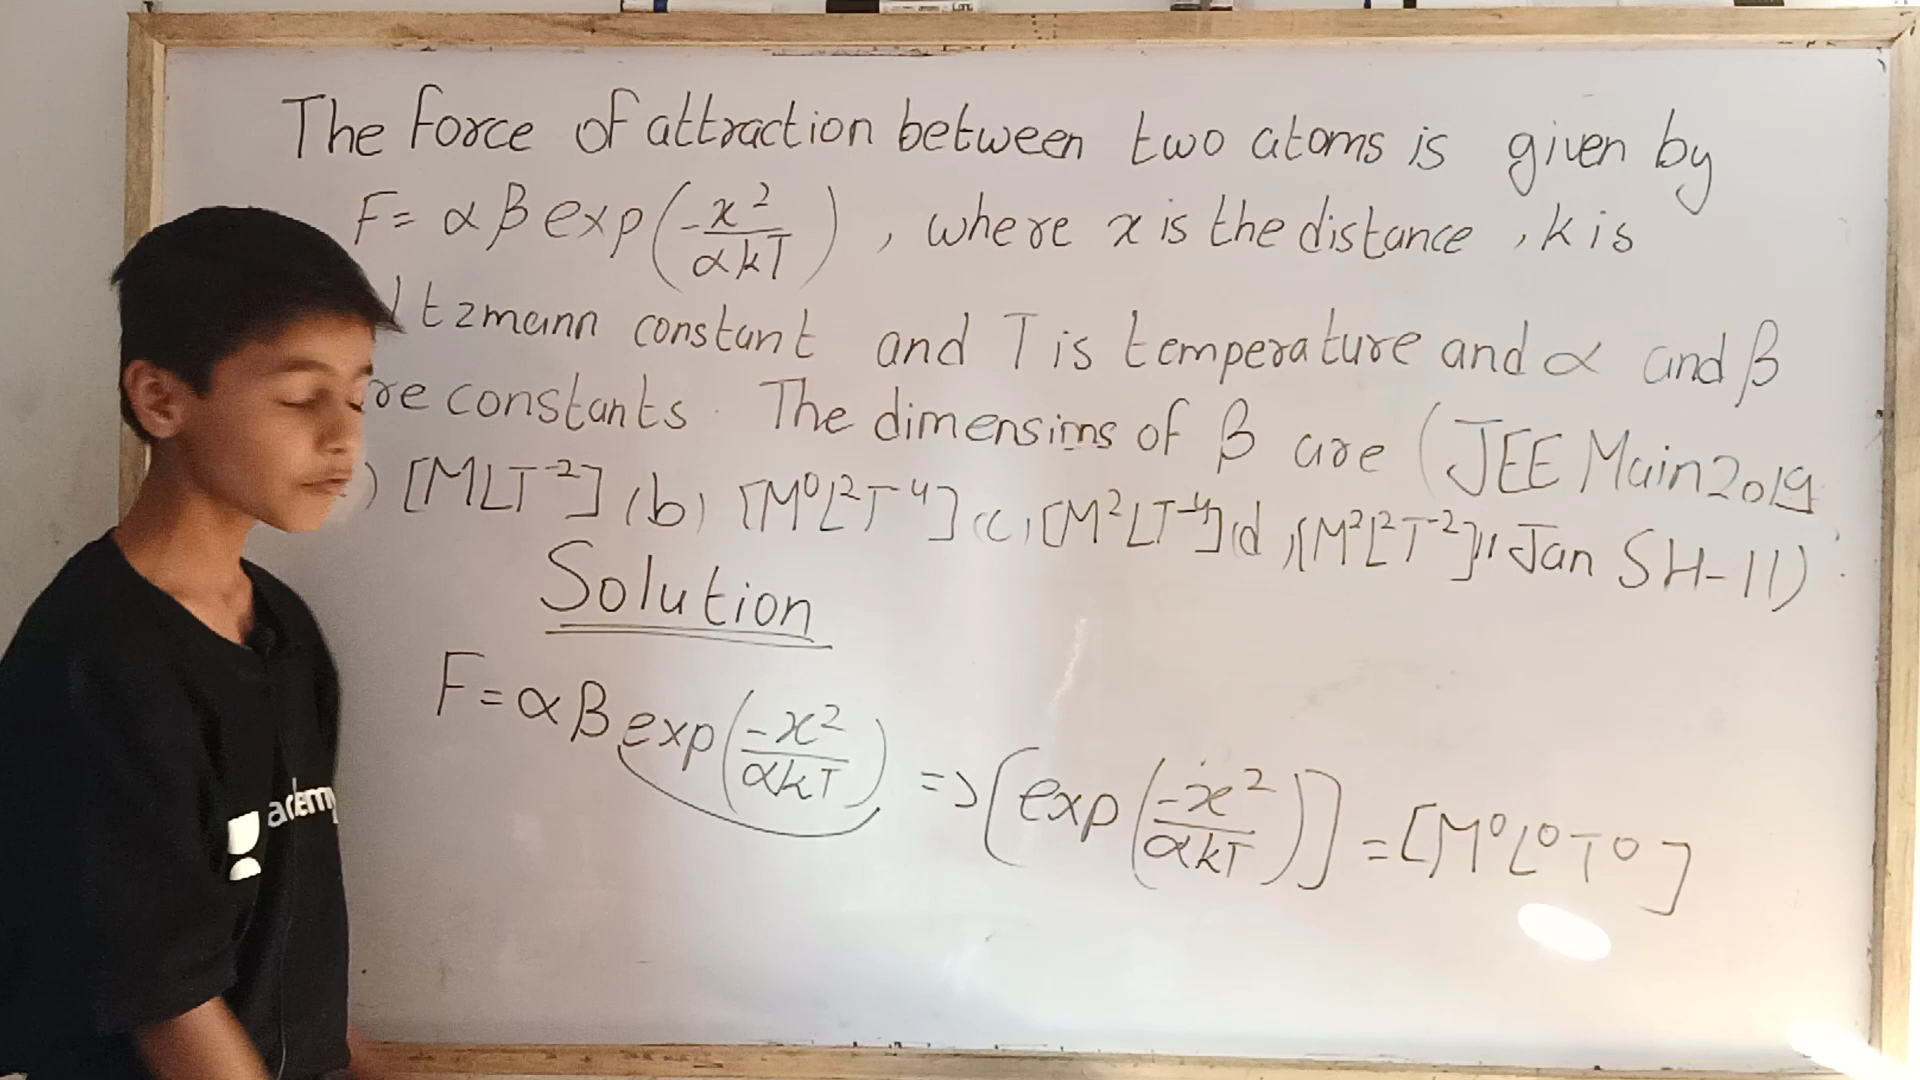 The Force of attraction between two atoms is given by
F= αβ exp(-x²/αkT), where x is the distance, k is
ltzmann constant and T is temperature and α and β
re constants. The dimensions of β are (JEE Main 2019
) [MLT⁻²] (b) [M⁰L²T⁻⁴] (c) [M²LT⁻⁴] (d) [M²L²T⁻²] 11 Jan SH-11)
Solution
F=αβ exp(-x²/αkT) => [exp(-x²/αkT)] = [M⁰L⁰T⁰]
ademy